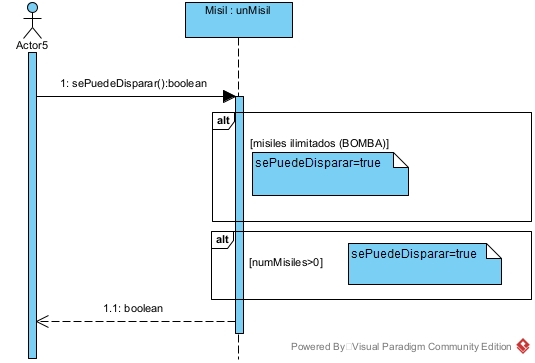 Misil : unMisil
Actor5
1: sePuedeDisparar():boolean
alt
[misiles ilimitados (BOMBA)]
sePuedeDisparar=true
alt
[numMisiles>0]
sePuedeDisparar=true
1.1: boolean
Powered By Visual Paradigm Community Edition